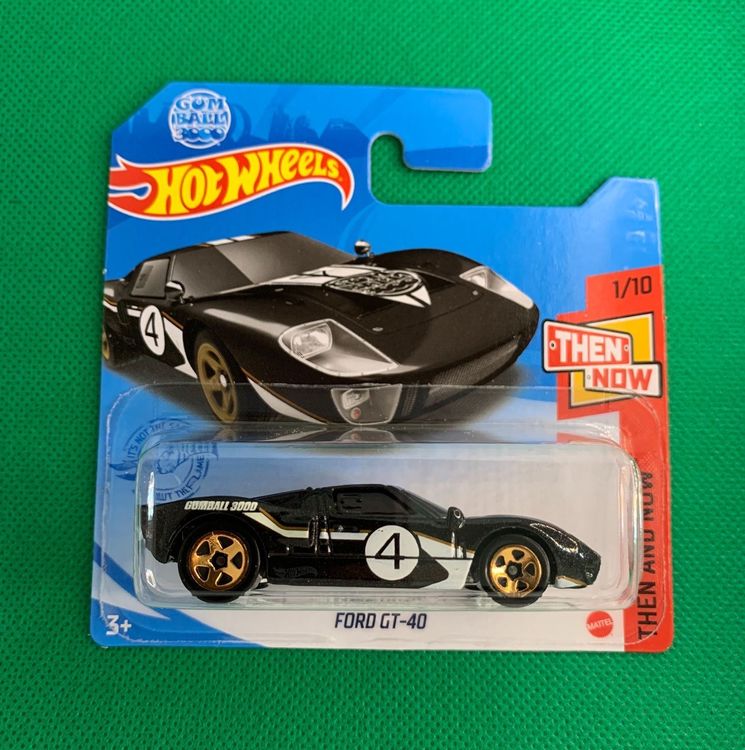 GUM
BALL
3000
HOT WHEELS
1/10
4
THEN
NOW
GUMBALL 3000
4
FORD GT-40
3+
MATTEL
THEN AND NOW